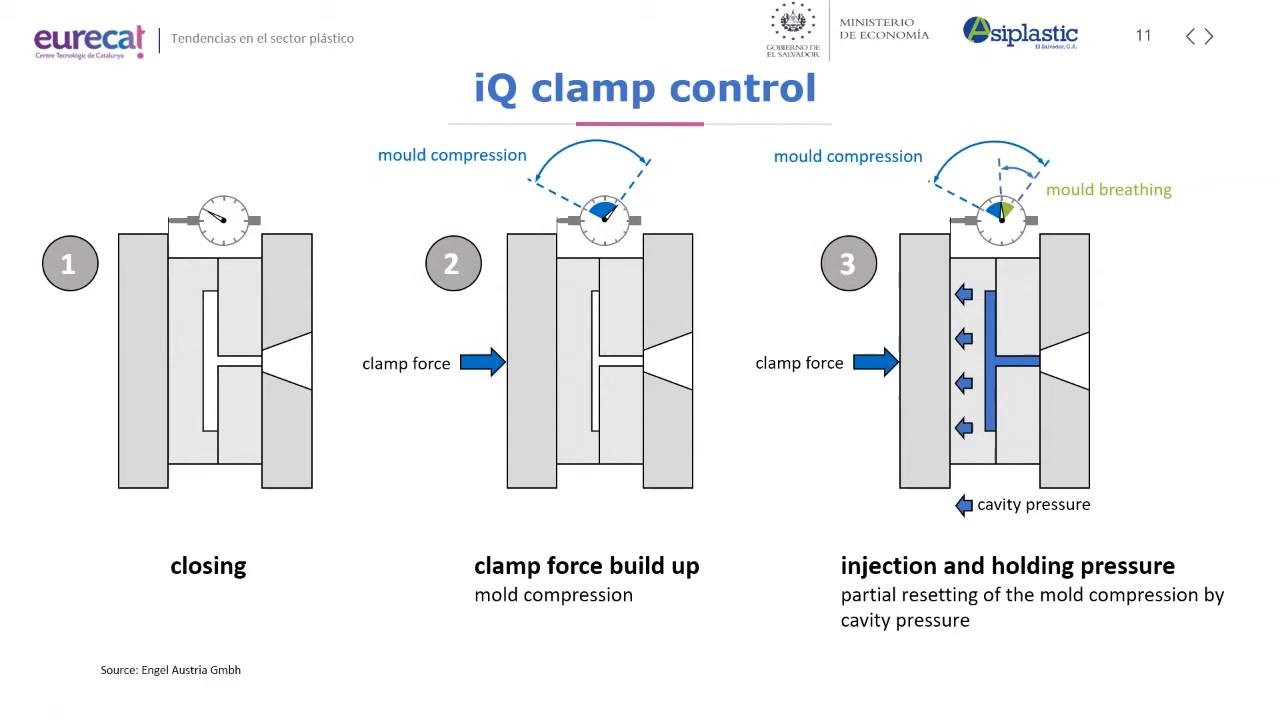 eurecat
Centre Tecnològic de Catalunya
Tendencias en el sector plástico
GOBIERNO DE
EL SALVADOR
MINISTERIO
DE ECONOMÍA
Asiplastic
El Salvador, C.A.
11
iQ clamp control
mould compression
mould compression
mould breathing
1
2
3
clamp force
clamp force
cavity pressure
closing
clamp force build up
mold compression
injection and holding pressure
partial resetting of the mold compression by
cavity pressure
Source: Engel Austria Gmbh